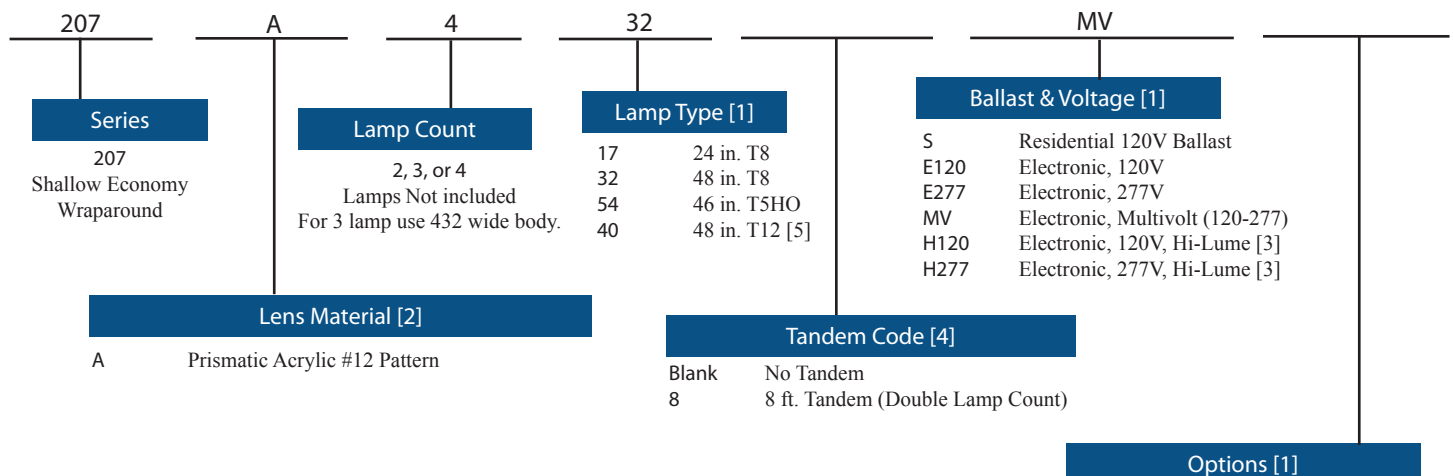 207 A 4 32 MV
Series
207
Shallow Economy
Wraparound
Lamp Count
2, 3, or 4
Lamps Not included
For 3 lamp use 432 wide body.
Lamp Type [1]
17 24 in. T8
32 48 in. T8
54 46 in. T5HO
40 48 in. T12 [5]
Ballast & Voltage [1]
S Residential 120V Ballast
E120 Electronic, 120V
E277 Electronic, 277V
MV Electronic, Multivolt (120-277)
H120 Electronic, 120V, Hi-Lume [3]
H277 Electronic, 277V, Hi-Lume [3]
Lens Material [2]
A Prismatic Acrylic #12 Pattern
Tandem Code [4]
Blank No Tandem
8 8 ft. Tandem (Double Lamp Count)
Options [1]